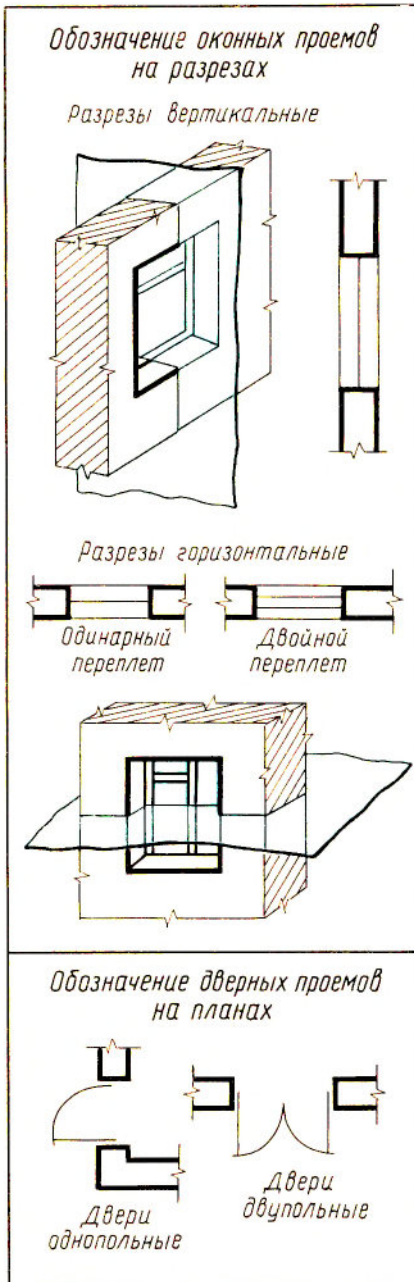 Обозначение оконных проемов
на разрезах
Разрезы вертикальные
Разрезы горизонтальные
Одинарный
переплет
Двойной
переплет
Обозначение дверных проемов
на планах
Двери
однопольные
Двери
двупольные